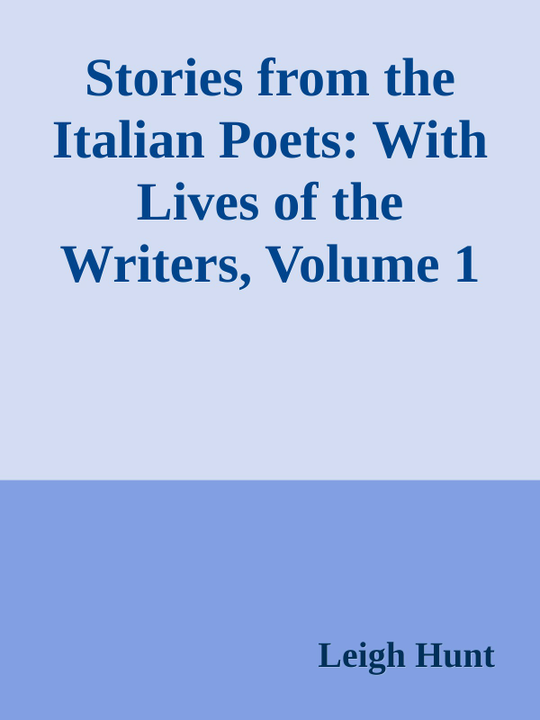 Stories from the
Italian Poets: With
Lives of the
Writers, Volume 1
Leigh Hunt